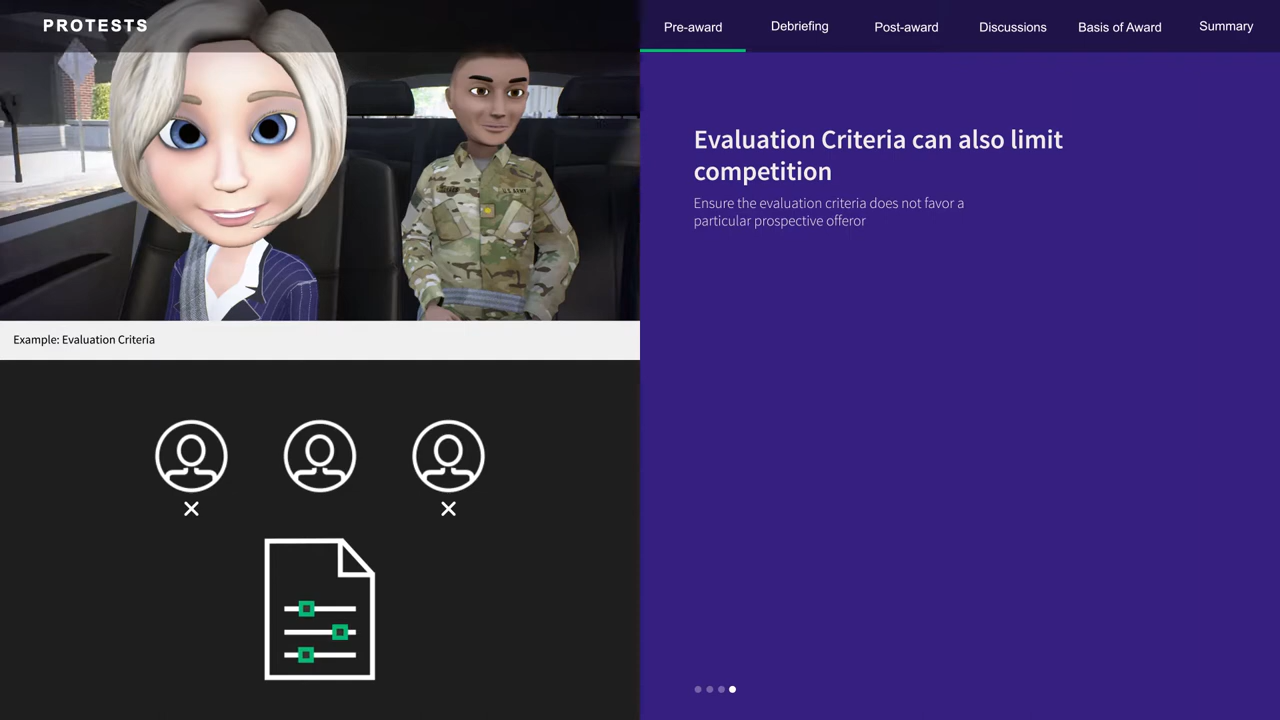 PROTESTS
Pre-award
Debriefing
Post-award
Discussions
Basis of Award
Summary
U.S. ARMY
Evaluation Criteria can also limit
competition
Ensure the evaluation criteria does not favor a
particular prospective offeror
Example: Evaluation Criteria